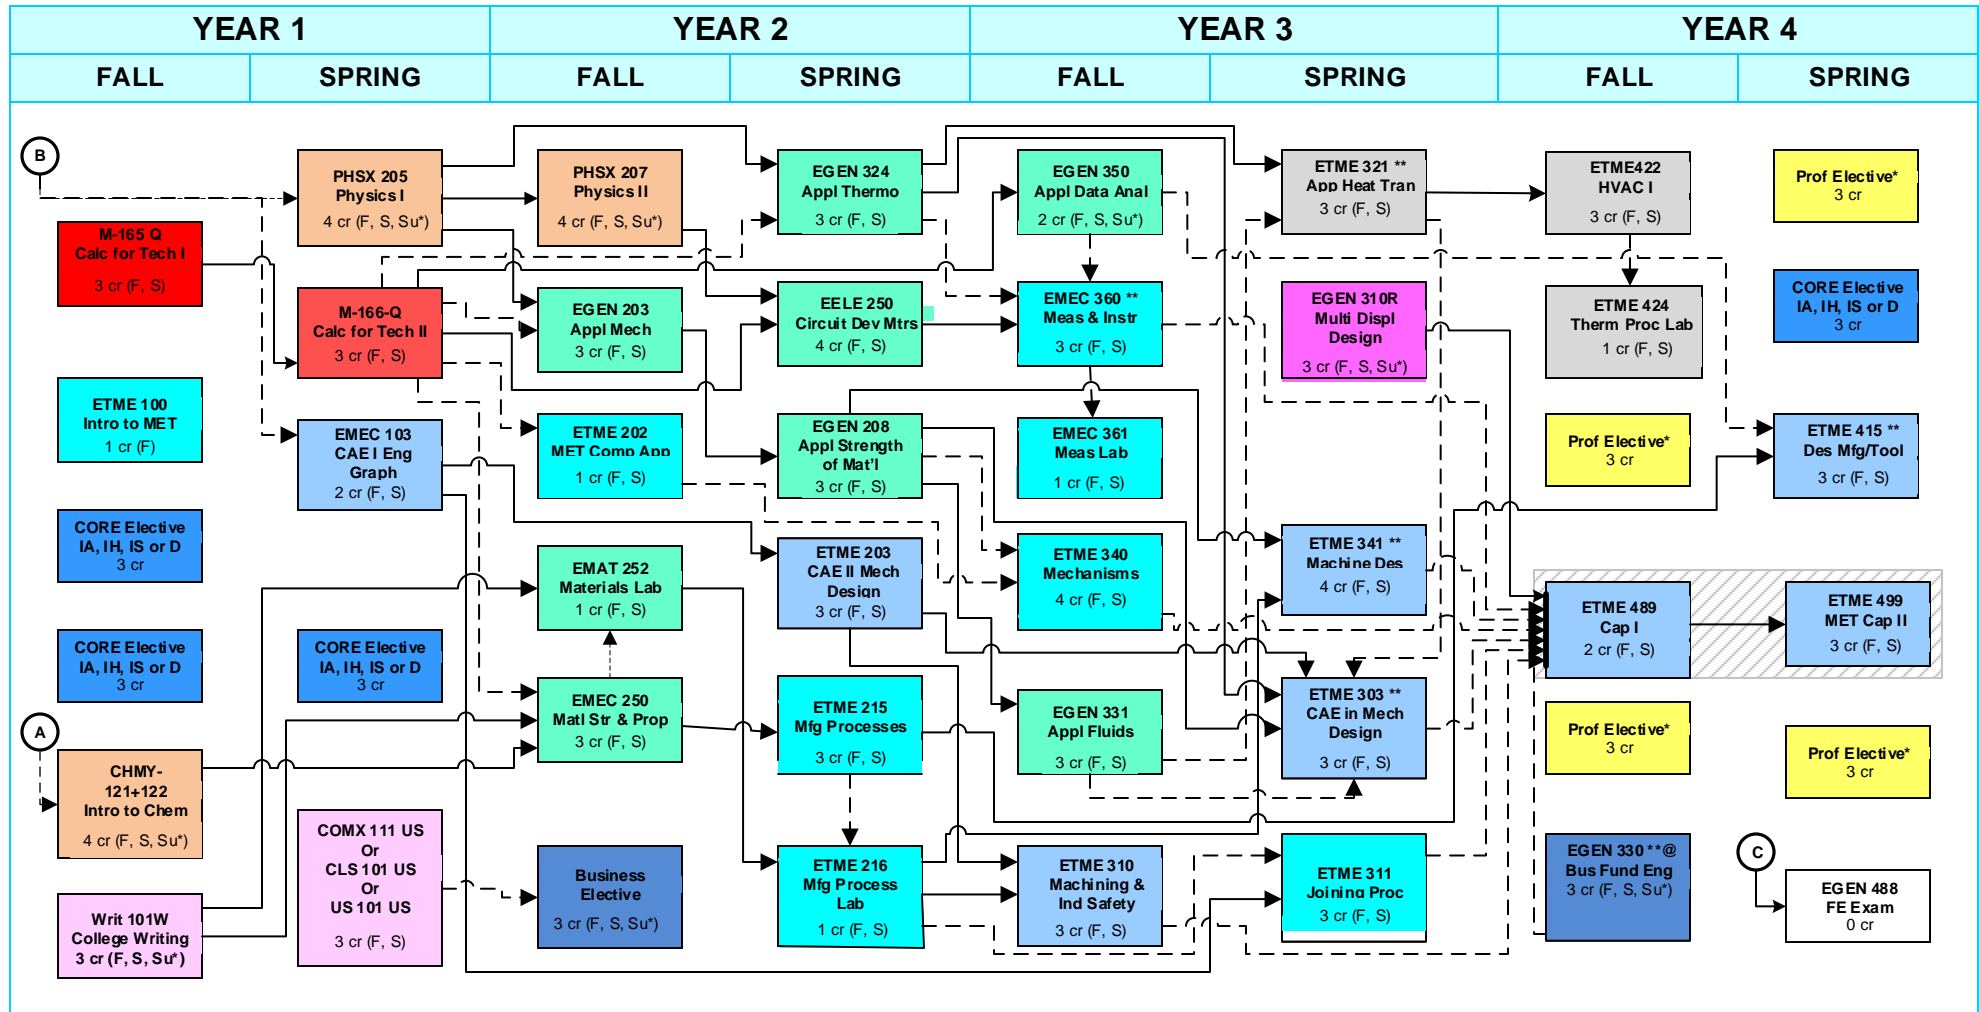 YEAR 1
YEAR 2
YEAR 3
YEAR 4
FALL
SPRING
FALL
SPRING
FALL
SPRING
FALL
SPRING
B
M-165 Q
Calc for Tech I
3 cr (F, S)
ETME 100
Intro to MET
1 cr (F)
CORE Elective
IA, IH, IS or D
3 cr
CORE Elective
IA, IH, IS or D
3 cr
A
CHMY-
121+122
Intro to Chem
4 cr (F, S, Su*)
Writ 101W
College Writing
3 cr (F, S, Su*)
PHSX 205
Physics I
4 cr (F, S, Su*)
M-166-Q
Calc for Tech II
3 cr (F, S)
EMEC 103
CAE I Eng
Graph
2 cr (F, S)
CORE Elective
IA, IH, IS or D
3 cr
COMX 111 US
Or
CLS 101 US
Or
US 101 US
3 cr (F, S)
PHSX 207
Physics II
4 cr (F, S, Su*)
EGEN 203
Appl Mech
3 cr (F, S)
ETME 202
MET Comp App
1 cr (F, S)
EMAT 252
Materials Lab
1 cr (F, S)
EMEC 250
Matl Str & Prop
3 cr (F, S)
Business
Elective
3 cr (F, S, Su*)
EGEN 324
Appl Thermo
3 cr (F, S)
EELE 250
Circuit Dev Mtrs
4 cr (F, S)
EGEN 208
Appl Strength
of Mat'l
3 cr (F, S)
ETME 203
CAE II Mech
Design
3 cr (F, S)
ETME 215
Mfg Processes
3 cr (F, S)
ETME 216
Mfg Process
Lab
1 cr (F, S)
EGEN 350
Appl Data Anal
2 cr (F, S, Su*)
EMEC 360 **
Meas & Instr
3 cr (F, S)
EMEC 361
Meas Lab
1 cr (F, S)
ETME 340
Mechanisms
4 cr (F, S)
EGEN 331
Appl Fluids
3 cr (F, S)
ETME 310
Machining &
Ind Safety
3 cr (F, S)
ETME 321 **
App Heat Tran
3 cr (F, S)
EGEN 310R
Multi Displ
Design
3 cr (F, S, Su*)
ETME 341 **
Machine Des
4 cr (F, S)
ETME 303 **
CAE in Mech
Design
3 cr (F, S)
ETME 311
Joining Proc
3 cr (F, S)
ETME422
HVAC I
3 cr (F, S)
ETME 424
Therm Proc Lab
1 cr (F, S)
Prof Elective*
3 cr
ETME 489
Cap I
2 cr (F, S)
Prof Elective*
3 cr
EGEN 330 **@
Bus Fund Eng
3 cr (F, S, Su*)
Prof Elective*
3 cr
CORE Elective
IA, IH, IS or D
3 cr
ETME 415 **
Des Mfg/Tool
3 cr (F, S)
ETME 499
MET Cap II
3 cr (F, S)
Prof Elective*
3 cr
C
EGEN 488
FE Exam
0 cr